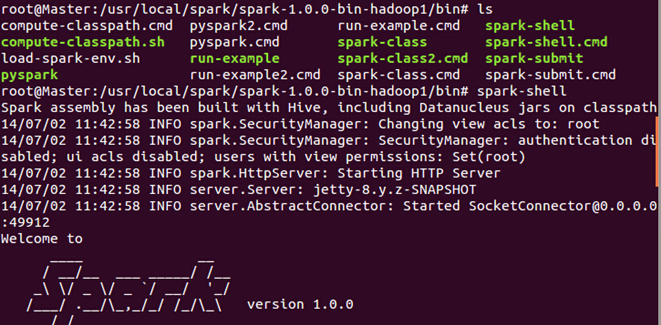 root@Master:/usr/local/spark/spark-1.0.0-bin-hadoop1/bin# ls
compute-classpath.cmd  pyspark2.cmd      run-example.cmd   spark-shell
compute-classpath.sh   pyspark.cmd       spark-class       spark-shell.cmd
load-spark-env.sh      run-example       spark-class2.cmd  spark-submit
pyspark                run-example2.cmd  spark-class.cmd   spark-submit.cmd
root@Master:/usr/local/spark/spark-1.0.0-bin-hadoop1/bin# spark-shell
Spark assembly has been built with Hive, including Datanucleus jars on classpath
14/07/02 11:42:58 INFO spark.SecurityManager: Changing view acls to: root
14/07/02 11:42:58 INFO spark.SecurityManager: SecurityManager: authentication di
sabled; ui acls disabled; users with view permissions: Set(root)
14/07/02 11:42:58 INFO spark.HttpServer: Starting HTTP Server
14/07/02 11:42:58 INFO server.Server: jetty-8.y.z-SNAPSHOT
14/07/02 11:42:58 INFO server.AbstractConnector: Started SocketConnector@0.0.0.0
:49912
Welcome to
Spark version 1.0.0